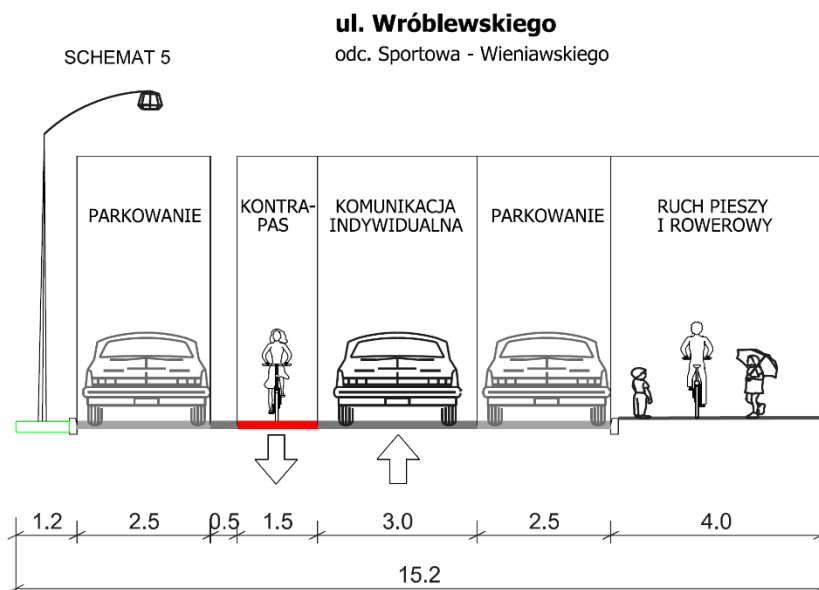 ul. Wróblewskiego
odc. Sportowa - Wieniawskiego
SCHEMAT 5
PARKOWANIE
KONTRA-
PAS
KOMUNIKACJA
INDYWIDUALNA
PARKOWANIE
RUCH PIESZY
I ROWEROWY
1.2
2.5
0.5
1.5
3.0
2.5
4.0
15.2